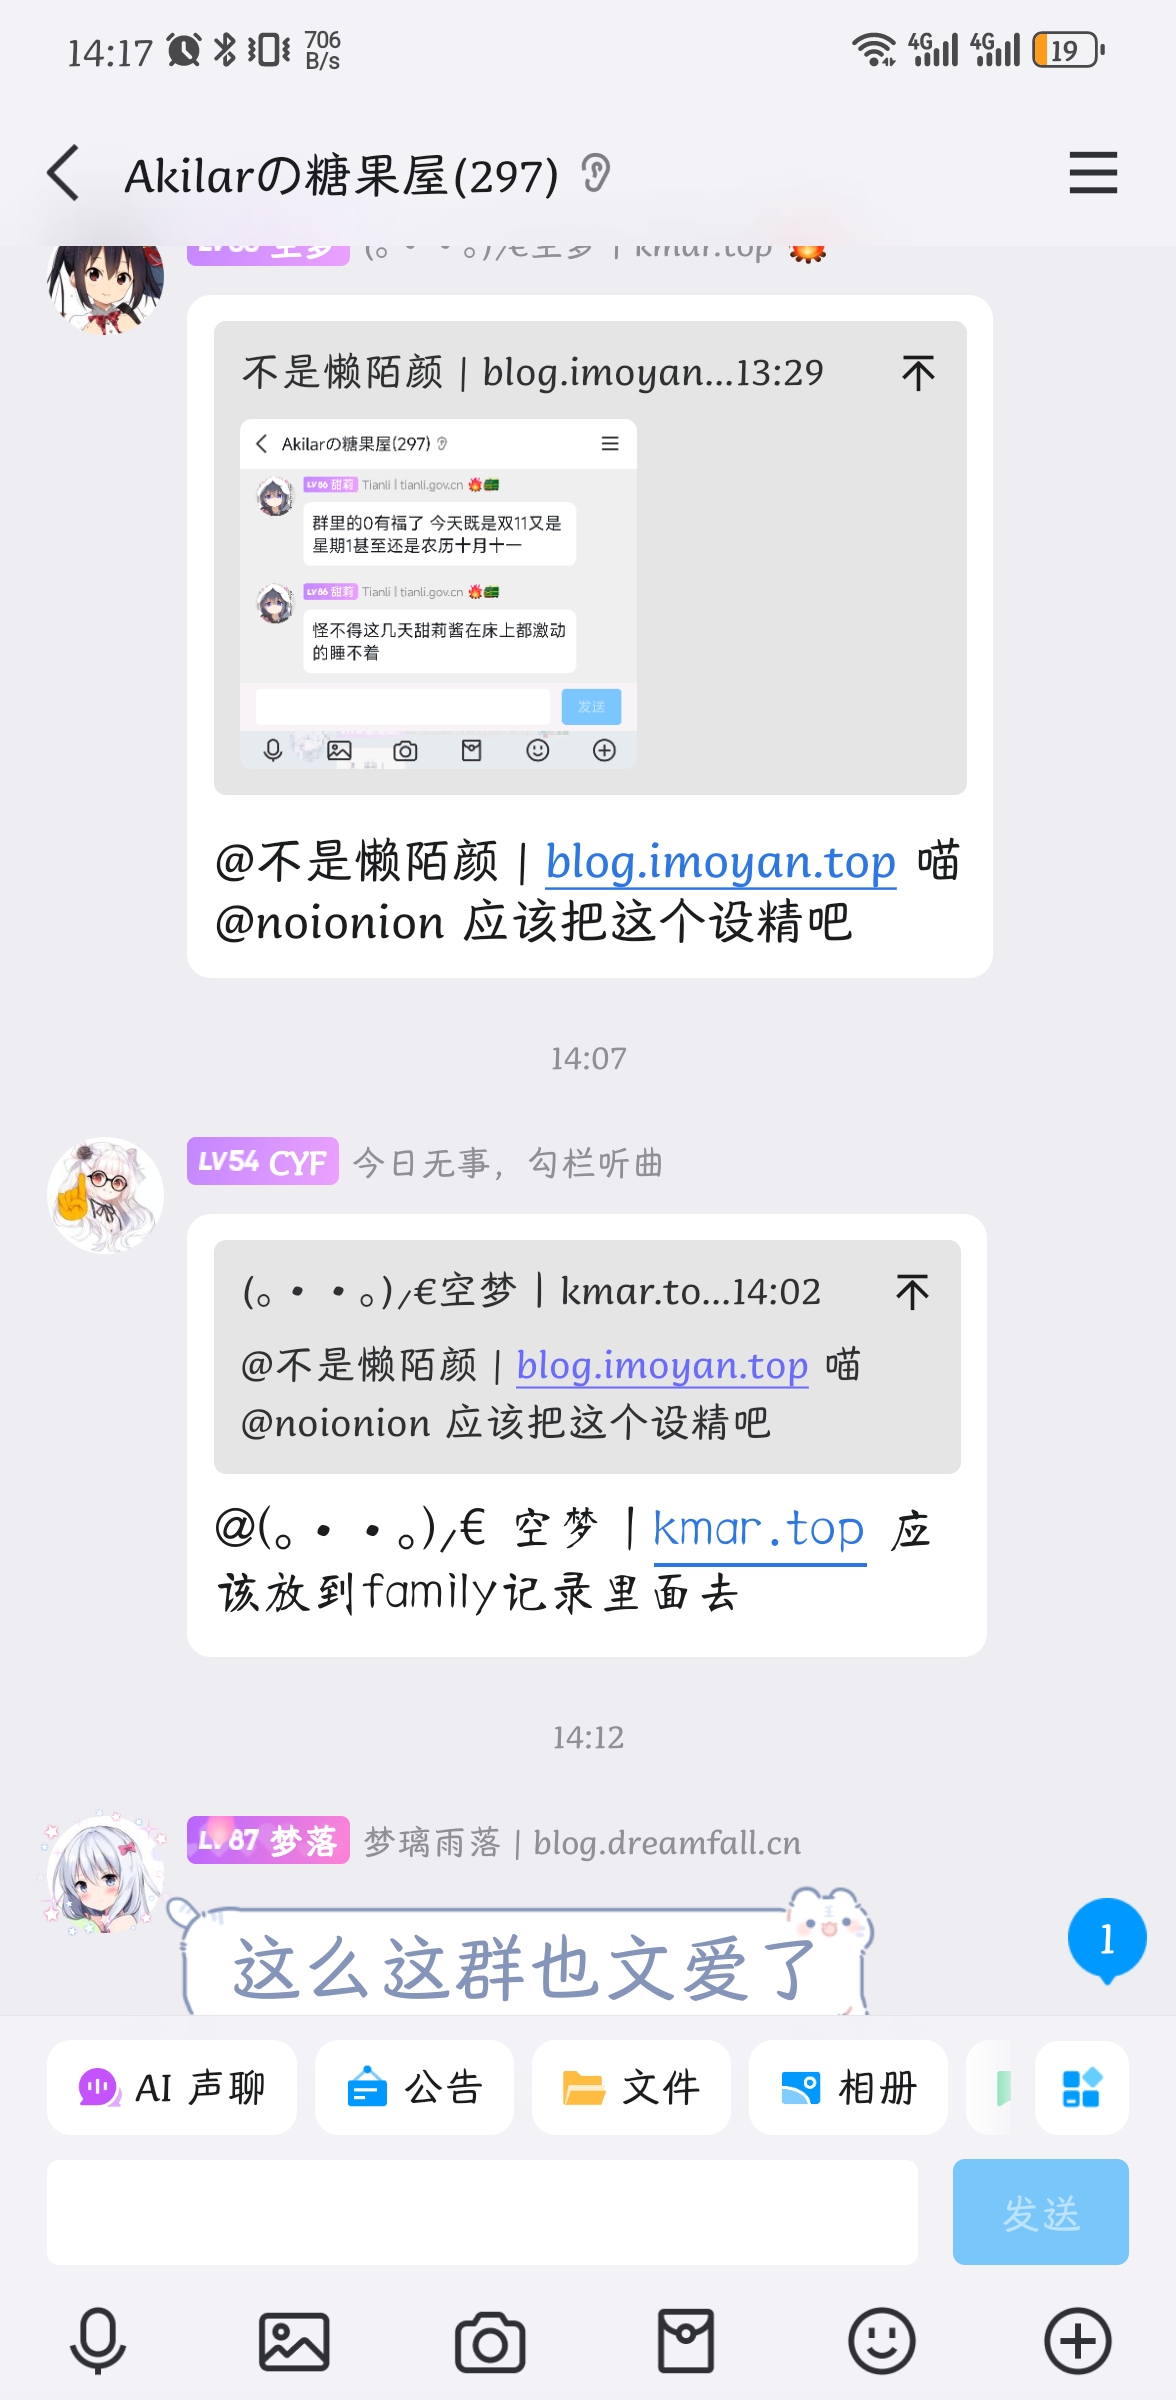 14:17
706
B/s
4G
4G
19
Akilarの糖果屋(297)
(｡・・｡)/€空梦 | kmar.top
不是懒陌颜 | blog.imoyan...13:29
Akilarの糖果屋(297)
LV86 甜莉 Tianli | tianli.gov.cn
群里的0有福了 今天既是双11又是
星期1甚至还是农历十月十一
LV86 甜莉 Tianli | tianli.gov.cn
怪不得这几天甜莉酱在床上都激动
的睡不着
发送
@不是懒陌颜 | blog.imoyan.top 喵
@noionion 应该把这个设精吧
14:07
LV54 CYF 今日无事，勾栏听曲
(｡・・｡)/€空梦 | kmar.to...14:02
@不是懒陌颜 | blog.imoyan.top 喵
@noionion 应该把这个设精吧
@(｡・・｡)/€ 空梦 | kmar.top 应
该放到family记录里面去
14:12
LV87 梦落 梦璃雨落 | blog.dreamfall.cn
这么这群也文爱了
1
AI 声聊
公告
文件
相册
发送